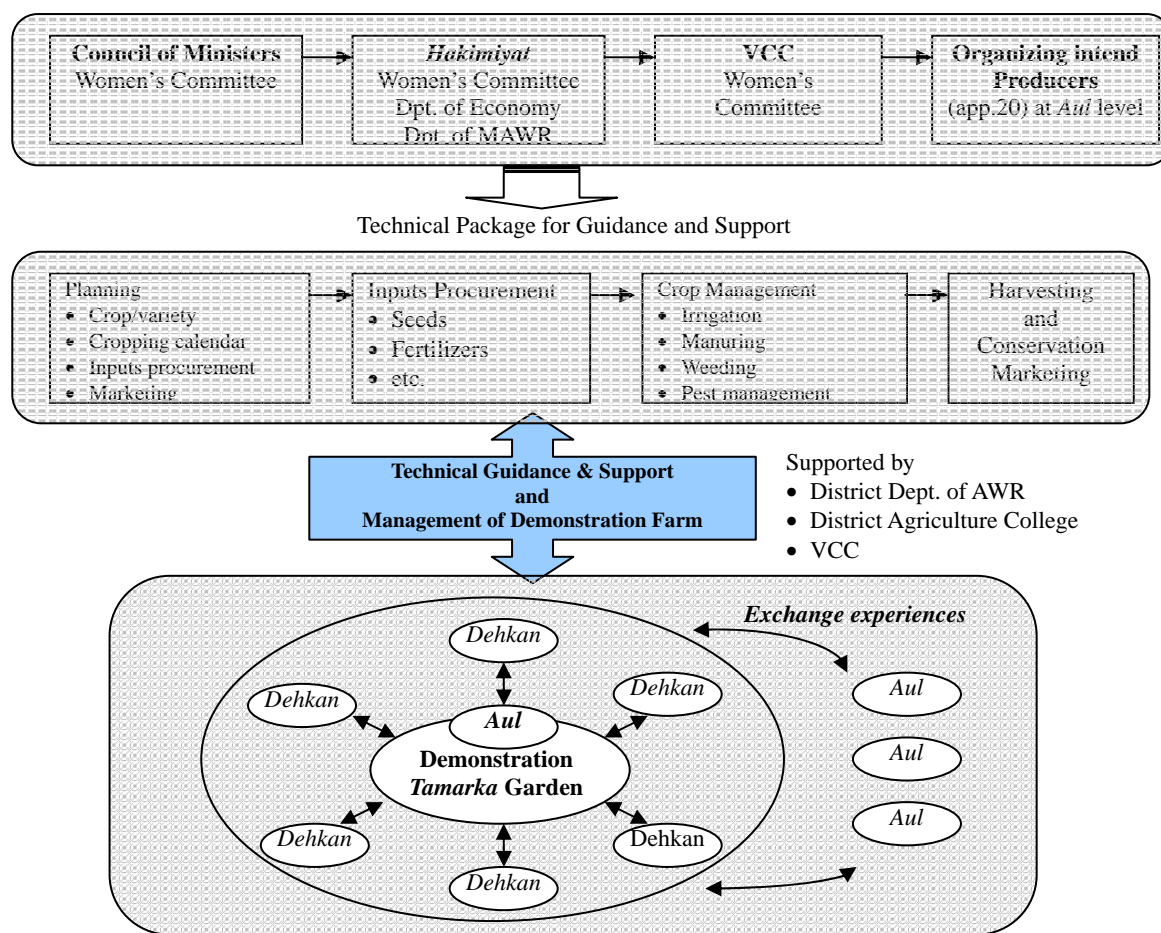 Council of Ministers
Women's Committee
Hakimiyat
Women's Committee
Dpt. of Economy
Dpt. of MAWR
VCC
Women's
Committee
Organizing intend
Producers
(app.20) at Aul level
Technical Package for Guidance and Support
Planning
• Crop/variety
• Cropping calendar
• Inputs procurement
• Marketing
Inputs Procurement
• Seeds
• Fertilizers
• etc.
Crop Management
• Irrigation
• Manuring
• Weeding
• Pest management
Harvesting
and
Conservation
Marketing
Technical Guidance & Support
and
Management of Demonstration Farm
Supported by
• District Dept. of AWR
• District Agriculture College
• VCC
Exchange experiences
Dehkan
Dehkan
Dehkan
Aul
Demonstration
Tamarka Garden
Dehkan
Dehkan
Dehkan
Aul
Aul
Aul